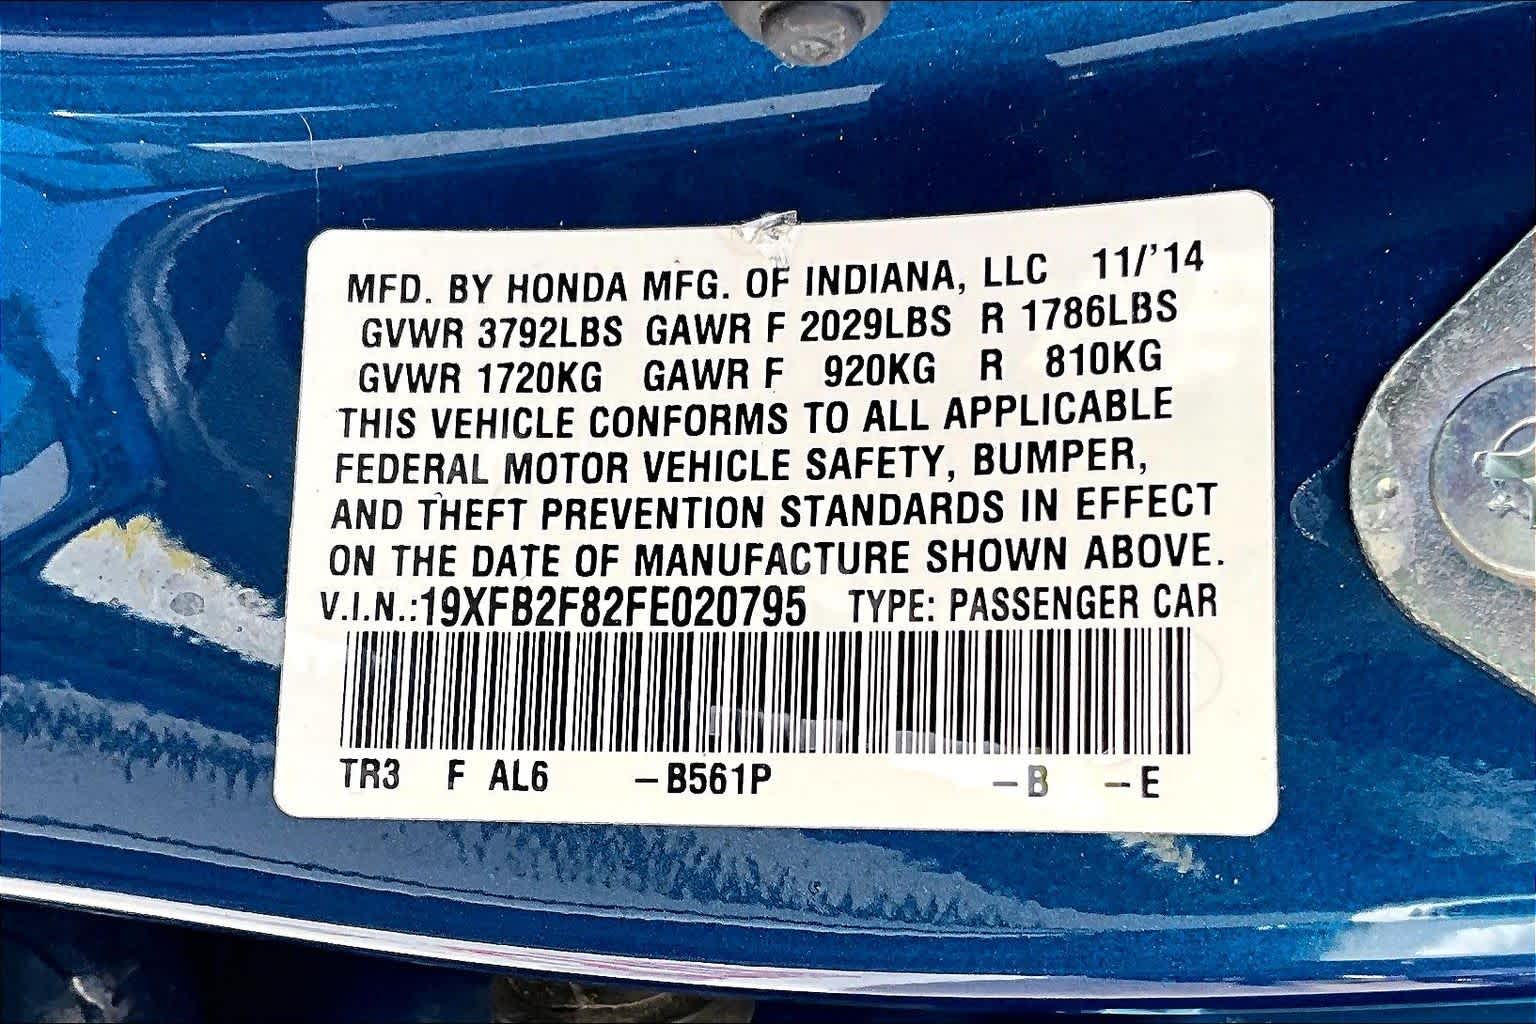 MFD. BY HONDA MFG. OF INDIANA, LLC 11/'14
GVWR 3792LBS GAWR F 2029LBS R 1786LBS
GVWR 1720KG GAWR F 920KG R 810KG
THIS VEHICLE CONFORMS TO ALL APPLICABLE
FEDERAL MOTOR VEHICLE SAFETY, BUMPER,
AND THEFT PREVENTION STANDARDS IN EFFECT
ON THE DATE OF MANUFACTURE SHOWN ABOVE.
V.I.N.:19XFB2F82FE020795 TYPE: PASSENGER CAR
TR3 F AL6 –B561P –B –E